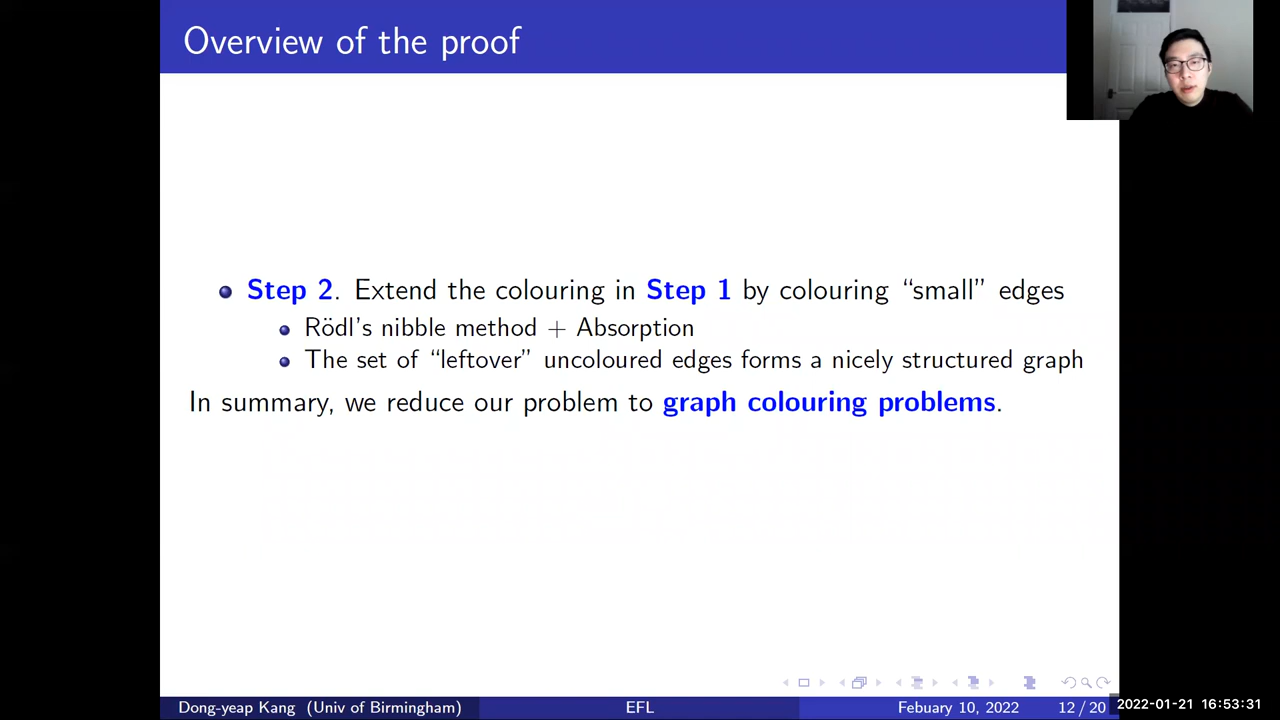 Overview of the proof
Step 2. Extend the colouring in Step 1 by colouring “small” edges
Rödl’s nibble method + Absorption
The set of “leftover” uncoloured edges forms a nicely structured graph
In summary, we reduce our problem to graph colouring problems.
Dong-yeap Kang (Univ of Birmingham)
EFL
Febuary 10, 2022
12 / 20
2022-01-21 16:53:31